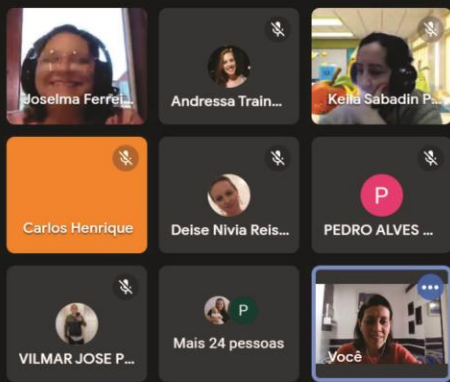 Joselma Ferrei...
Andressa Train...
Keila Sabadin P...
Carlos Henrique
Deise Nivia Reis...
P
PEDRO ALVES ...
VILMAR JOSE P...
P
Mais 24 pessoas
Você